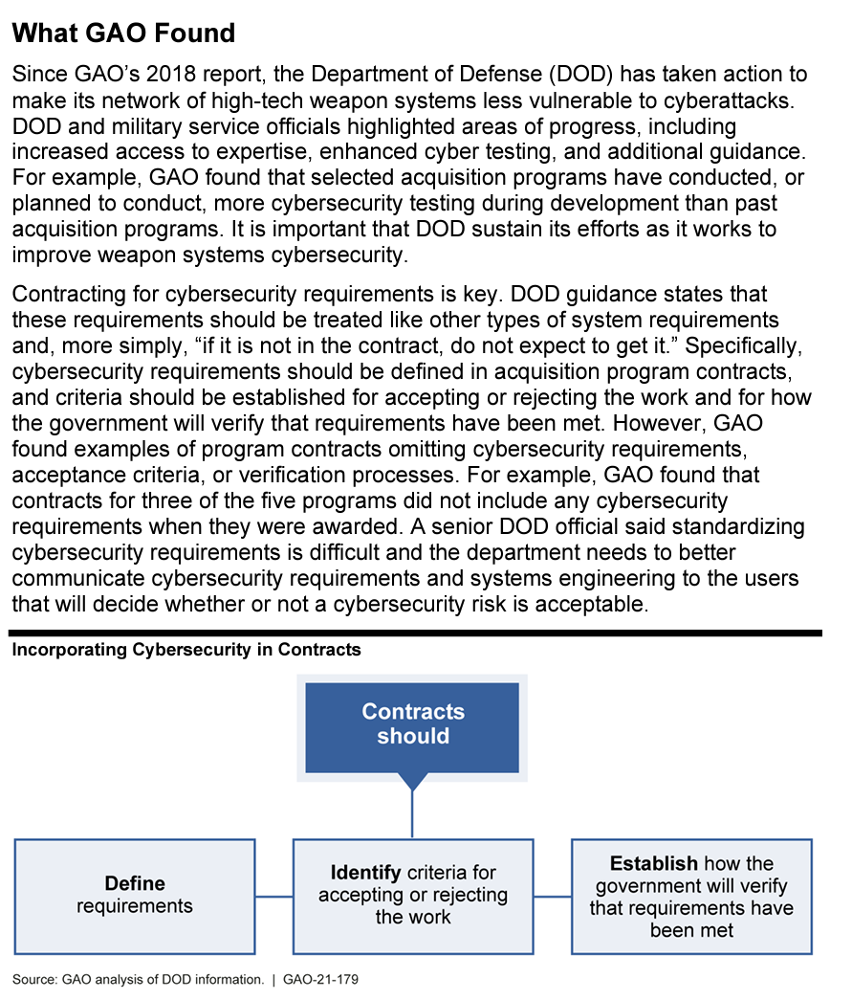 What GAO Found
Since GAO’s 2018 report, the Department of Defense (DOD) has taken action to
make its network of high-tech weapon systems less vulnerable to cyberattacks.
DOD and military service officials highlighted areas of progress, including
increased access to expertise, enhanced cyber testing, and additional guidance.
For example, GAO found that selected acquisition programs have conducted, or
planned to conduct, more cybersecurity testing during development than past
acquisition programs. It is important that DOD sustain its efforts as it works to
improve weapon systems cybersecurity.
Contracting for cybersecurity requirements is key. DOD guidance states that
these requirements should be treated like other types of system requirements
and, more simply, “if it is not in the contract, do not expect to get it.” Specifically,
cybersecurity requirements should be defined in acquisition program contracts,
and criteria should be established for accepting or rejecting the work and for how
the government will verify that requirements have been met. However, GAO
found examples of program contracts omitting cybersecurity requirements,
acceptance criteria, or verification processes. For example, GAO found that
contracts for three of the five programs did not include any cybersecurity
requirements when they were awarded. A senior DOD official said standardizing
cybersecurity requirements is difficult and the department needs to better
communicate cybersecurity requirements and systems engineering to the users
that will decide whether or not a cybersecurity risk is acceptable.
Incorporating Cybersecurity in Contracts
Contracts
should
Define
requirements
Identify criteria for
accepting or rejecting
the work
Establish how the
government will verify
that requirements have
been met
Source: GAO analysis of DOD information. | GAO-21-179